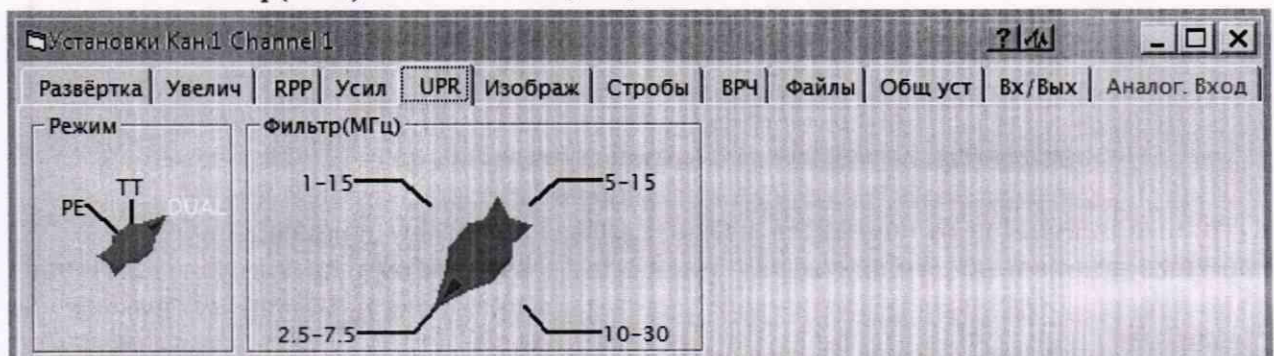 Установки Кан.1 Channel 1
Развёртка Увелич RPP Усил UPR Изображ Стробы ВРЧ Файлы Общ уст Вх/Вых Аналог. Вход
Режим
PE
TT
DUAL
Фильтр(МГц)
1-15
5-15
2.5-7.5
10-30